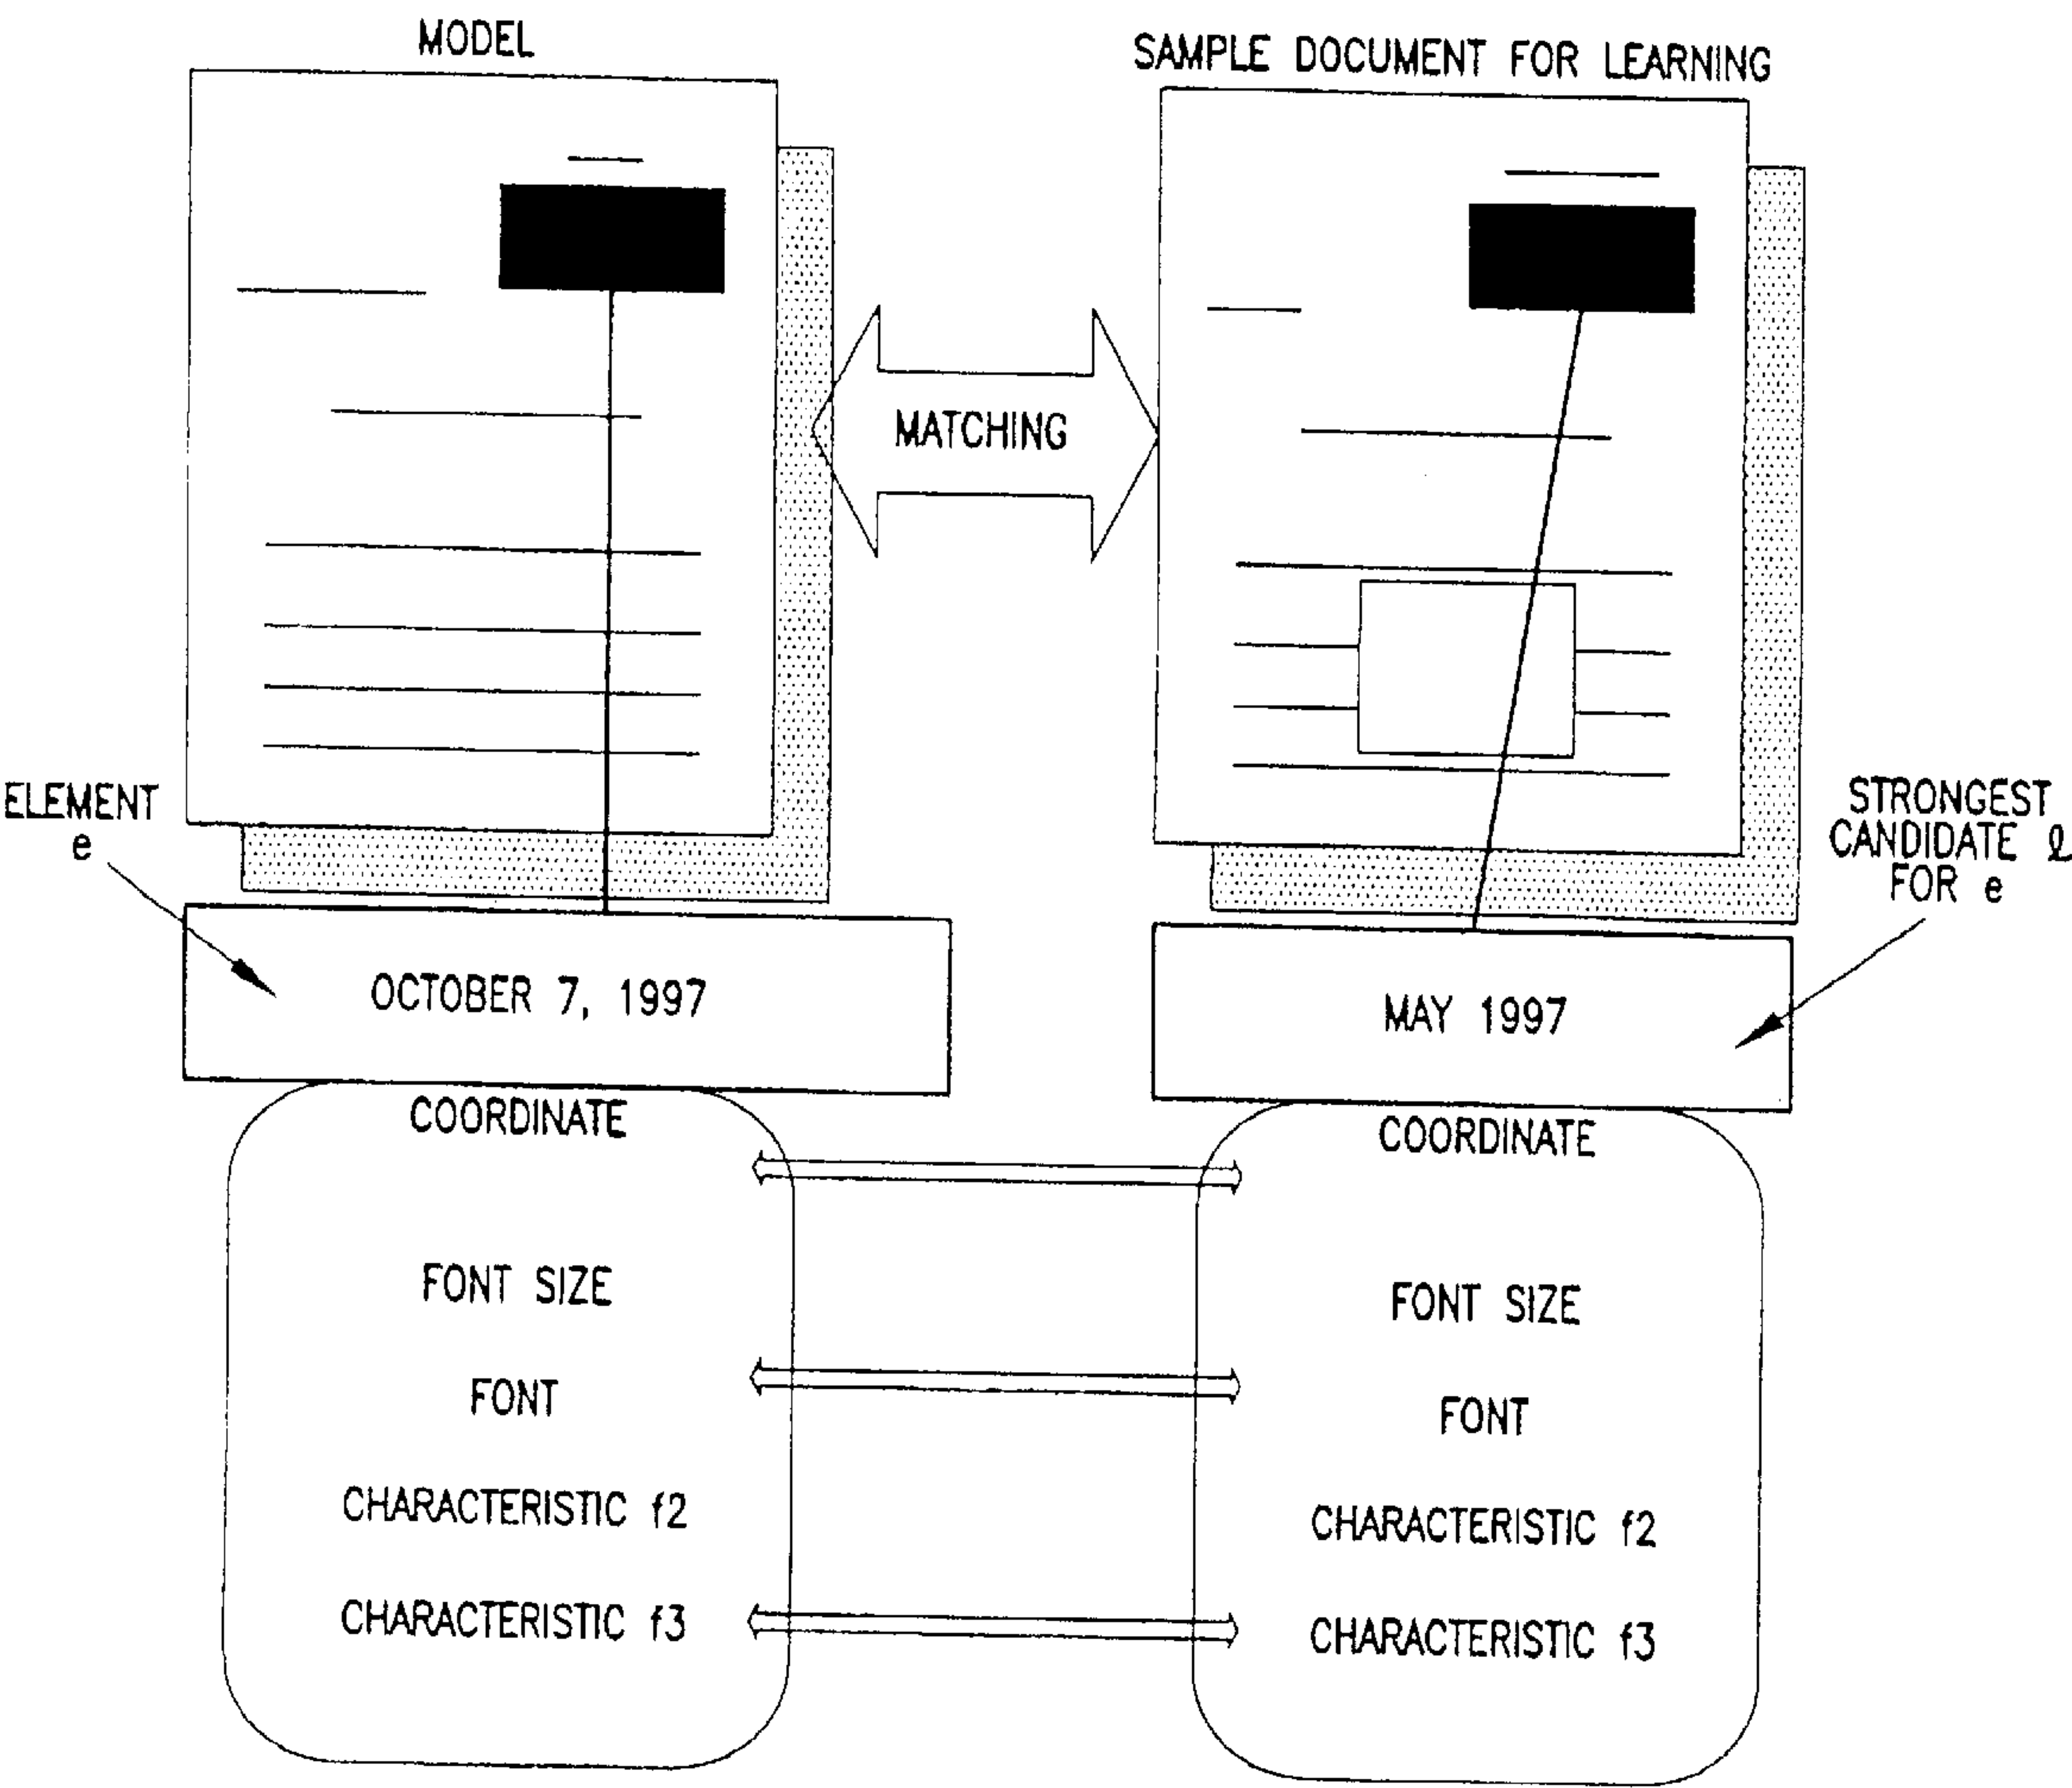 MODEL
SAMPLE DOCUMENT FOR LEARNING
MATCHING
ELEMENT
e
STRONGEST
CANDIDATE ℓ
FOR e
OCTOBER 7, 1997
MAY 1997
COORDINATE
FONT SIZE
FONT
CHARACTERISTIC f2
CHARACTERISTIC f3
COORDINATE
FONT SIZE
FONT
CHARACTERISTIC f2
CHARACTERISTIC f3